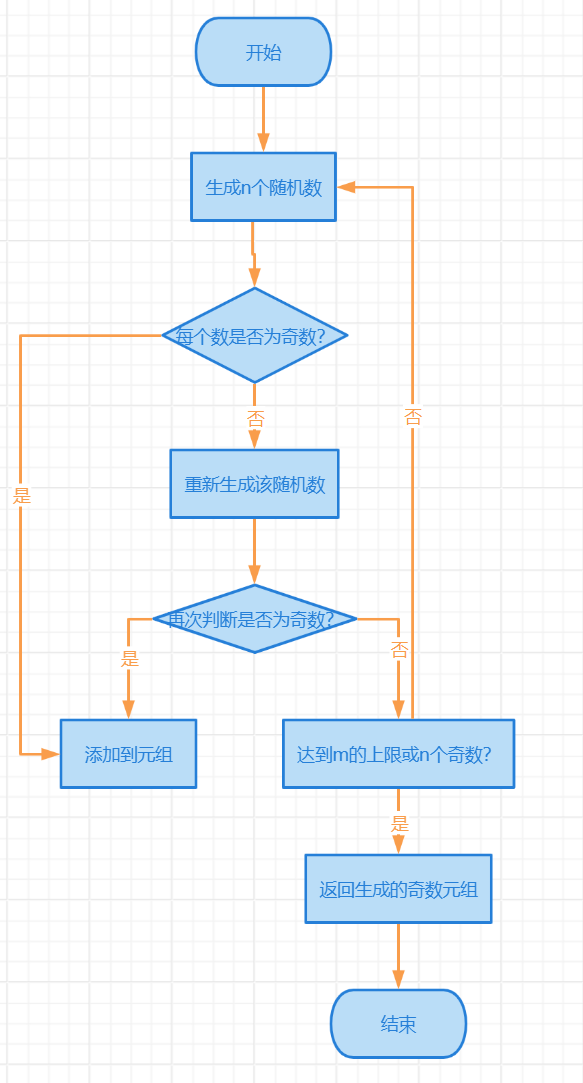 开始
生成n个随机数
每个数是否为奇数?
否
否
重新生成该随机数
是
再次判断是否为奇数?
是
否
添加到元组
达到m的上限或n个奇数?
是
返回生成的奇数元组
结束